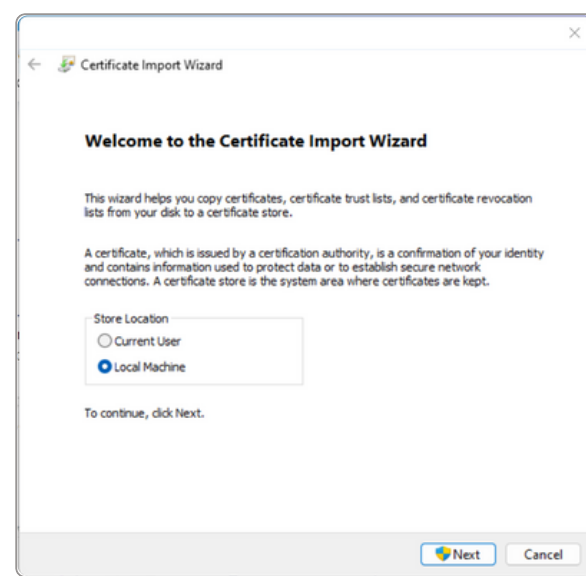 Certificate Import Wizard
Welcome to the Certificate Import Wizard
This wizard helps you copy certificates, certificate trust lists, and certificate revocation
lists from your disk to a certificate store.
A certificate, which is issued by a certification authority, is a confirmation of your identity
and contains information used to protect data or to establish secure network
connections. A certificate store is the system area where certificates are kept.
Store Location
Current User
Local Machine
To continue, click Next.
Next Cancel